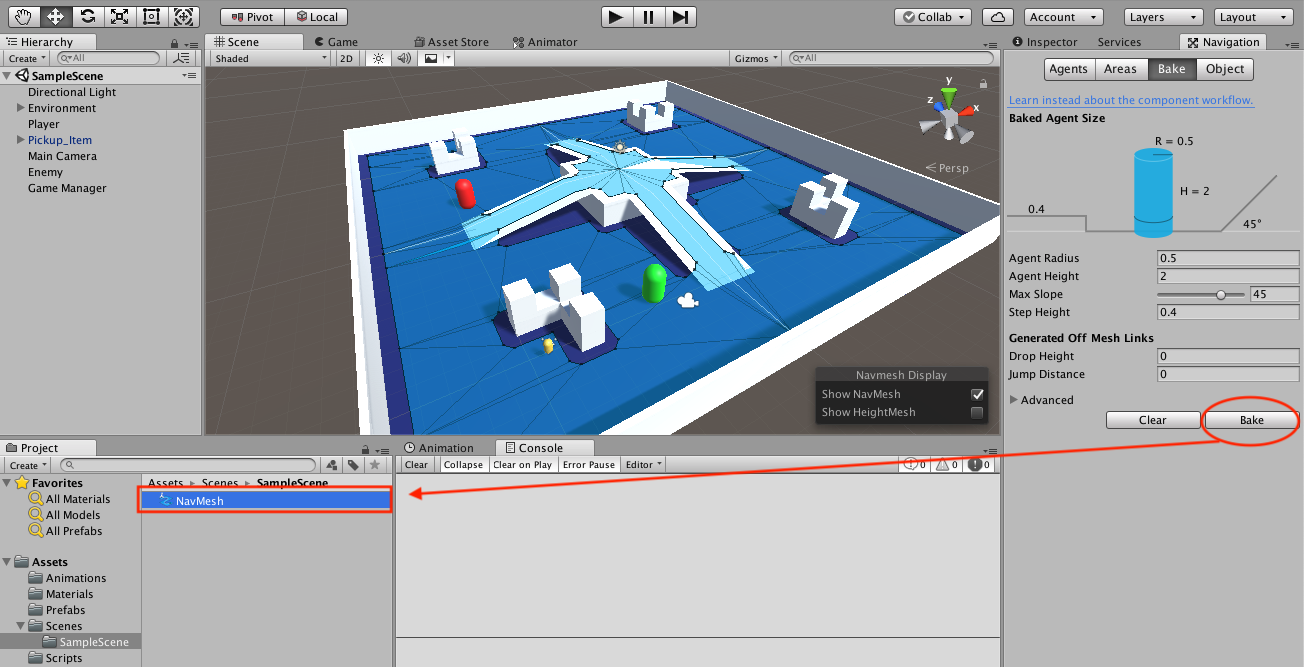 Pivot Local Collab Account Layers Layout
Hierarchy
Create All
SampleScene
Directional Light
Environment
Player
Pickup_Item
Main Camera
Enemy
Game Manager
Scene Game Asset Store Animator
Shaded 2D Gizmos All
y
z
x
Persp
Navmesh Display
Show NavMesh
Show HeightMesh
Inspector Services Navigation
Agents Areas Bake Object
Learn instead about the component workflow.
Baked Agent Size
R = 0.5
H = 2
0.4
45°
Agent Radius 0.5
Agent Height 2
Max Slope 45
Step Height 0.4
Generated Off Mesh Links
Drop Height 0
Jump Distance 0
Advanced
Clear Bake
Project
Create
Favorites
All Materials
All Models
All Prefabs
Assets
Animations
Materials
Prefabs
Scenes
SampleScene
Scripts
Assets Scenes SampleScene
NavMesh
Animation Console
Clear Collapse Clear on Play Error Pause Editor 0 0 0